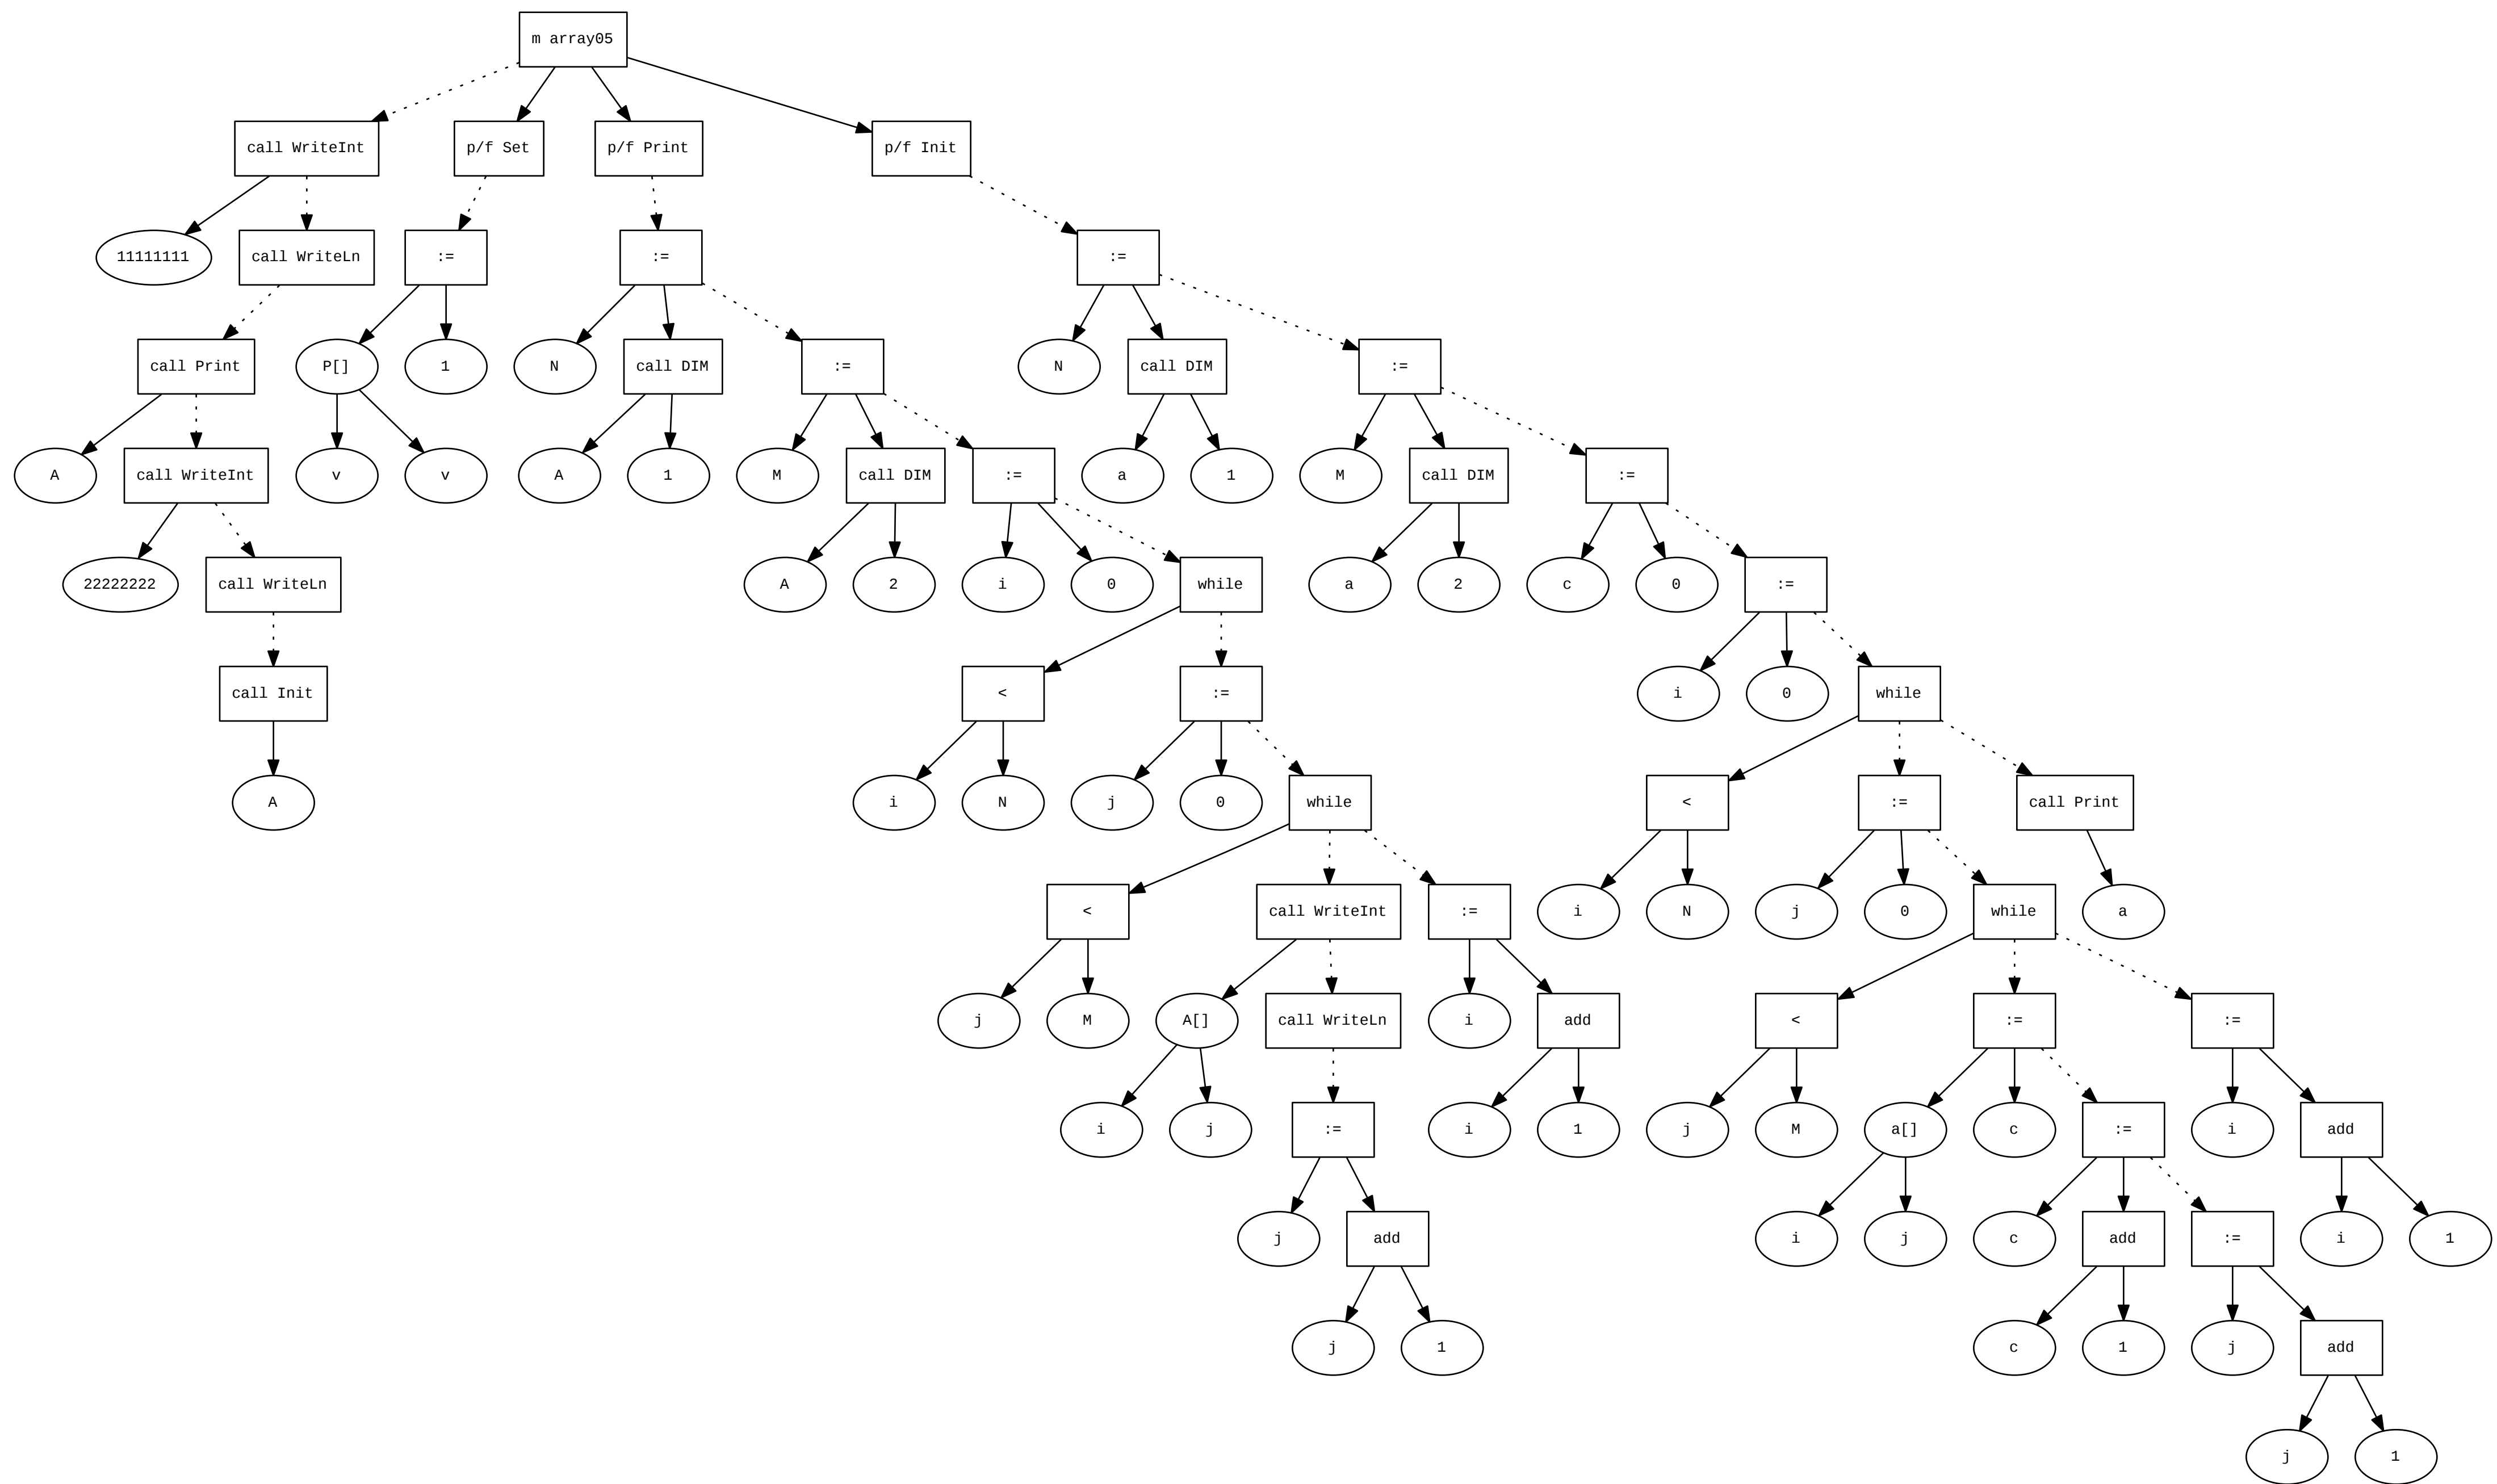 m array05
call WriteInt
p/f Set
p/f Print
p/f Init
11111111
call WriteLn
:=
:=
:=
call Print
P[]
1
N
call DIM
:=
N
call DIM
:=
A
call WriteInt
v
v
A
1
M
call DIM
:=
a
1
M
call DIM
:=
22222222
call WriteLn
A
2
i
0
while
a
2
c
0
:=
call Init
<
:=
i
0
while
A
i
N
j
0
while
<
:=
call Print
<
call WriteInt
:=
i
N
j
0
while
a
j
M
A[]
call WriteLn
i
add
<
:=
:=
i
j
:=
i
1
j
M
a[]
c
:=
i
add
j
add
i
j
c
add
:=
i
1
j
1
c
1
j
add
j
1